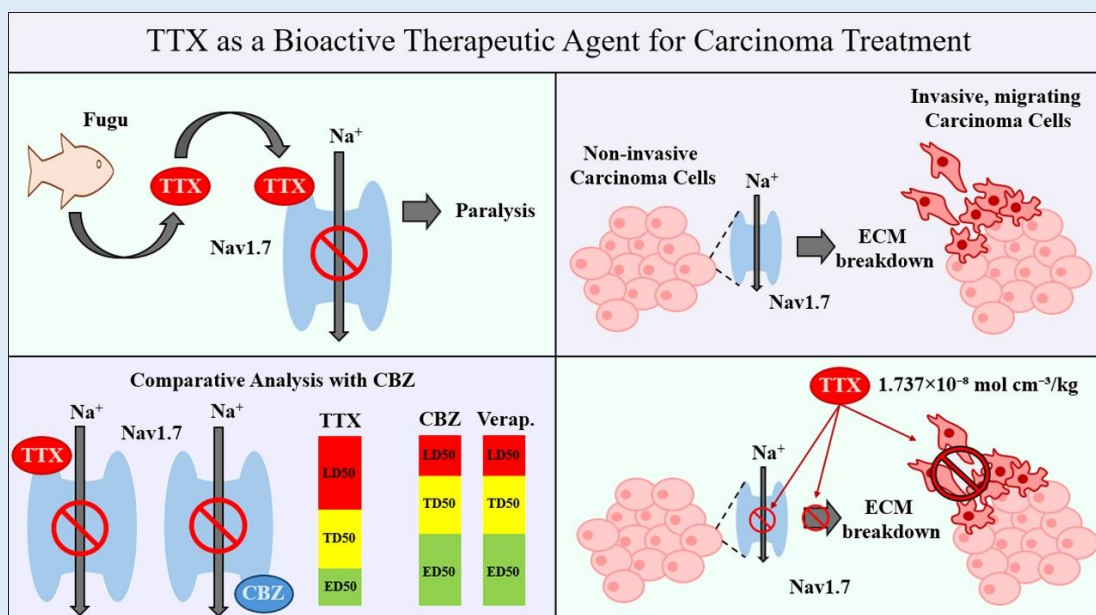 TTX as a Bioactive Therapeutic Agent for Carcinoma Treatment
Fugu
TTX
TTX
Na⁺
Nav1.7
Paralysis
Non-invasive
Carcinoma Cells
Na⁺
Nav1.7
ECM
breakdown
Invasive, migrating
Carcinoma Cells
Comparative Analysis with CBZ
Na⁺
Nav1.7
Na⁺
TTX
CBZ
TTX
LD50
TD50
ED50
CBZ
LD50
TD50
ED50
Verap.
LD50
TD50
ED50
TTX
1.737×10⁻⁸ mol cm⁻³/kg
Na⁺
Nav1.7
ECM
breakdown